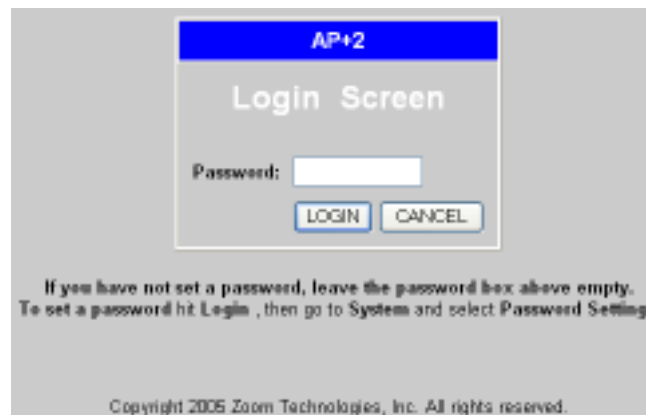 AP+2
Login Screen
Password:
LOGIN CANCEL
If you have not set a password, leave the password box above empty.
To set a password hit Login , then go to System and select Password Setting
Copyright 2005 Zoom Technologies, Inc. All rights reserved.